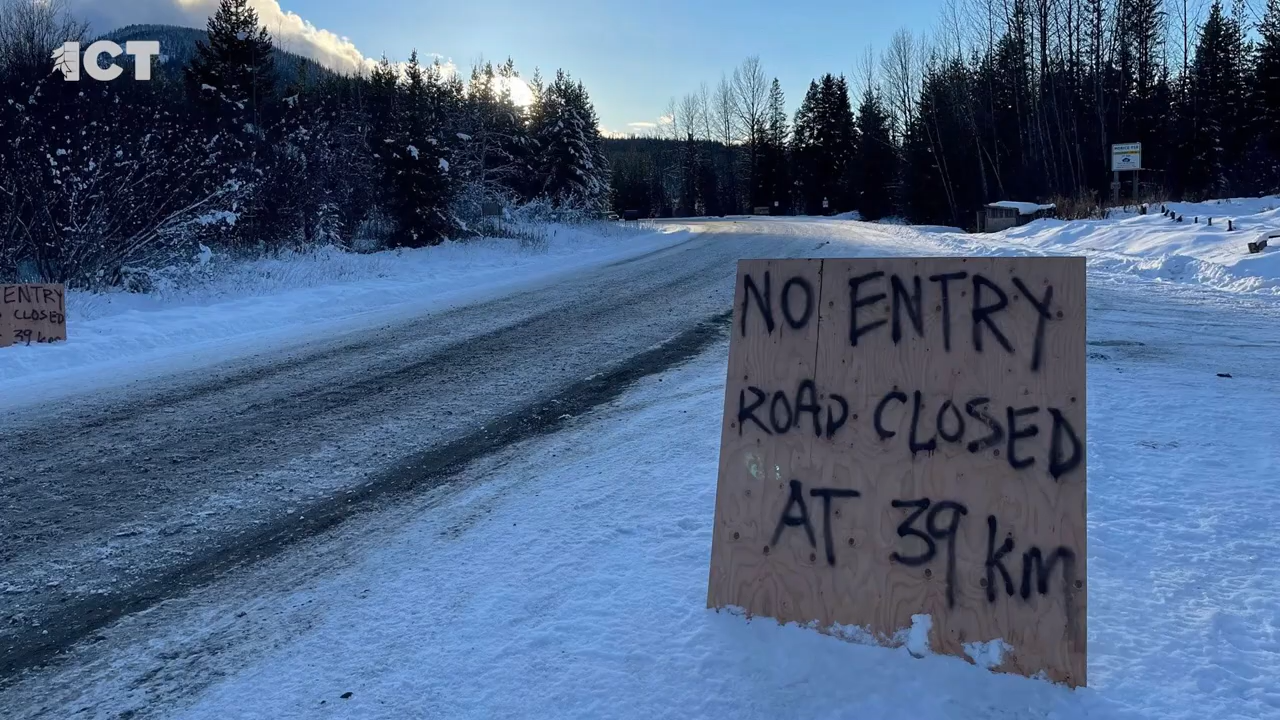 ICT
NO ENTRY
ROAD CLOSED
AT 39 km
ENTRY
CLOSED
39 km